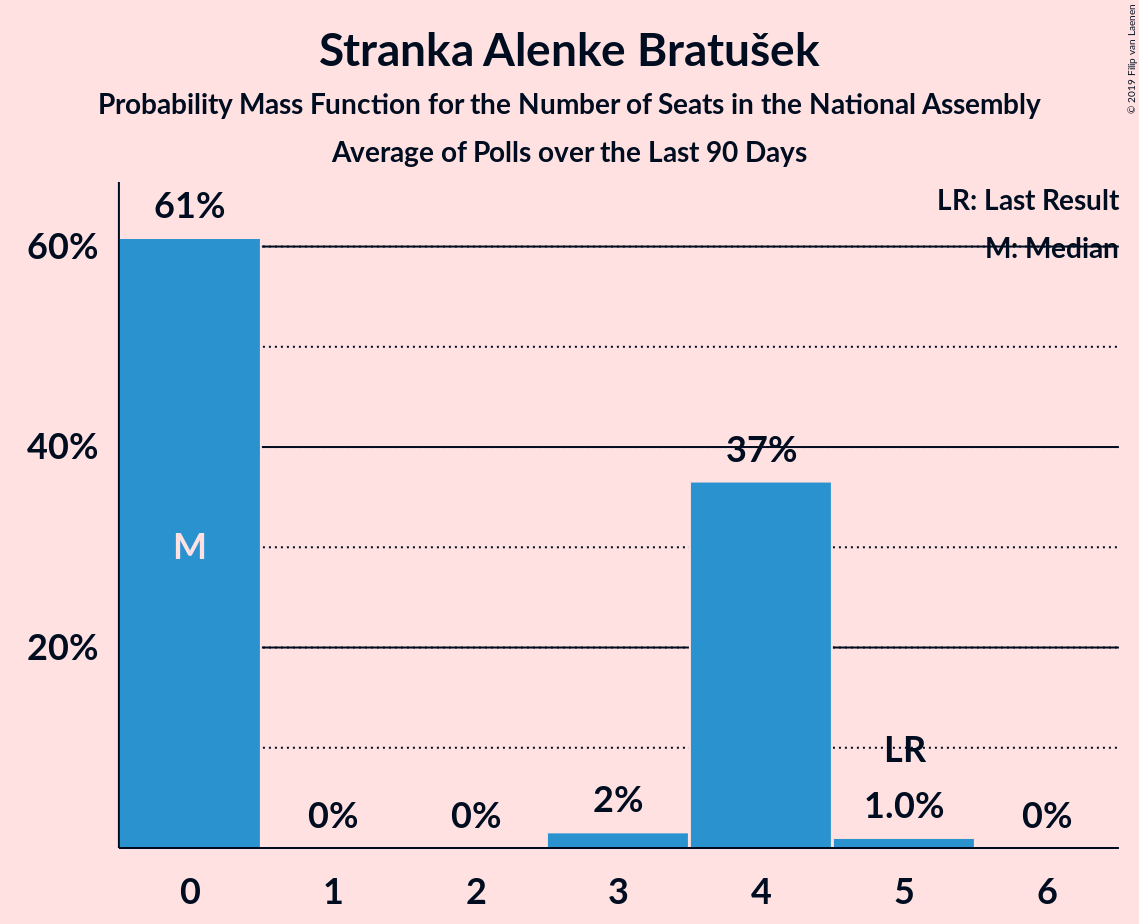 Stranka Alenke Bratušek
Probability Mass Function for the Number of Seats in the National Assembly
Average of Polls over the Last 90 Days
© 2019 Filip van Laenen
LR: Last Result
M: Median
61%
60%
40%
37%
M
20%
LR
0%
0%
2%
1.0%
0%
0 1 2 3 4 5 6